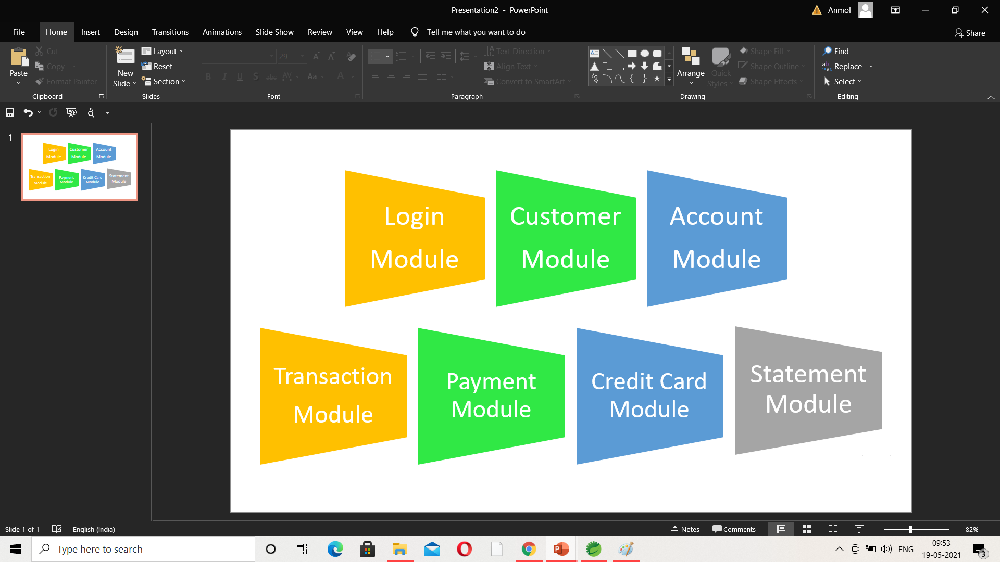 Presentation2 - PowerPoint
Anmol
File Home Insert Design Transitions Animations Slide Show Review View Help Tell me what you want to do
Share
Paste
Cut
Copy
Format Painter
Clipboard
New
Slide
Layout
Reset
Section
Slides
29
B I U S abc AV Aa A
Font
Text Direction
Align Text
Convert to SmartArt
Paragraph
Arrange
Quick
Styles
Shape Fill
Shape Outline
Shape Effects
Drawing
Find
Replace
Select
Editing
1
Login
Module
Customer
Module
Account
Module
Transaction
Module
Payment
Module
Credit Card
Module
Statement
Module
Login
Module
Customer
Module
Account
Module
Transaction
Module
Payment
Module
Credit Card
Module
Statement
Module
Slide 1 of 1
English (India)
Notes
Comments
82%
Type here to search
ENG
09:53
19-05-2021
3